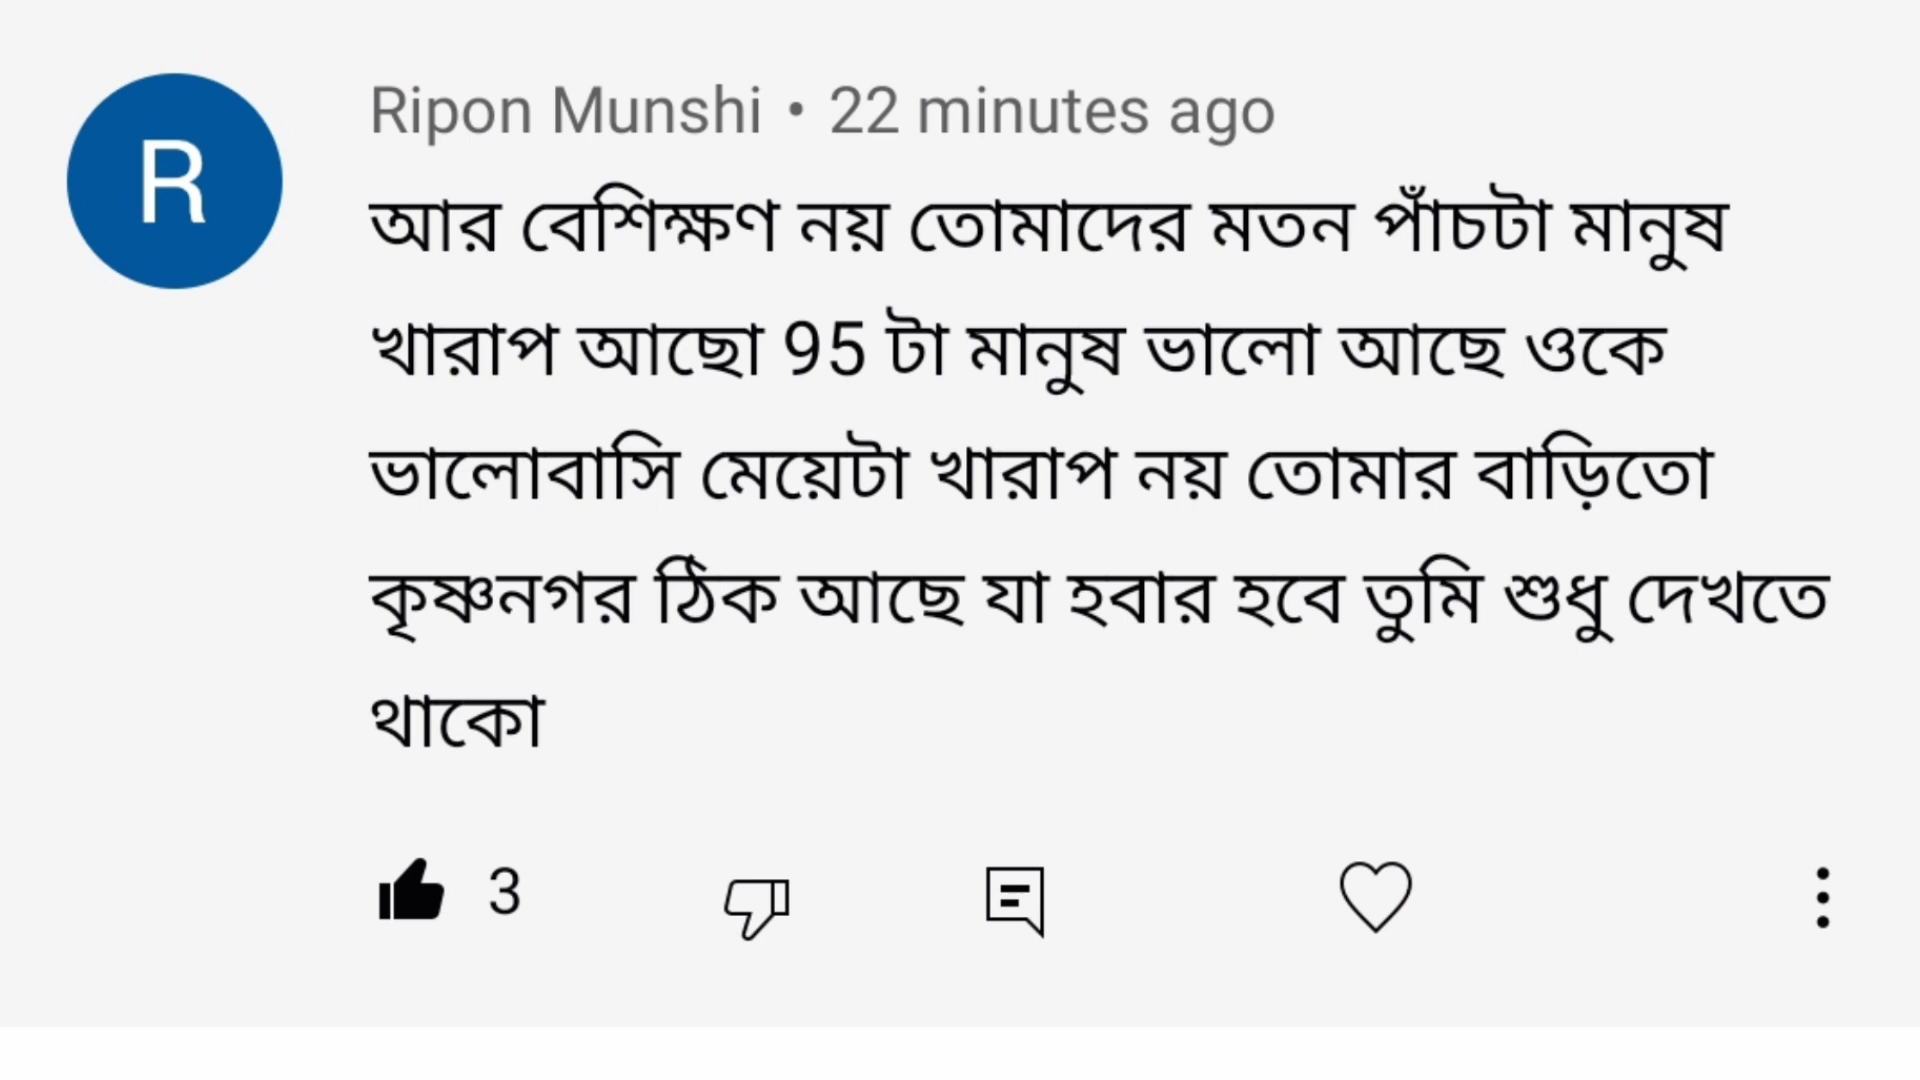 R
Ripon Munshi • 22 minutes ago
আর বেশিক্ষণ নয় তোমাদের মতন পাঁচটা মানুষ
খারাপ আছো 95 টা মানুষ ভালো আছে ওকে
ভালোবাসি মেয়েটা খারাপ নয় তোমার বাড়িতো
কৃষ্ণনগর ঠিক আছে যা হবার হবে তুমি শুধু দেখতে
থাকো
3